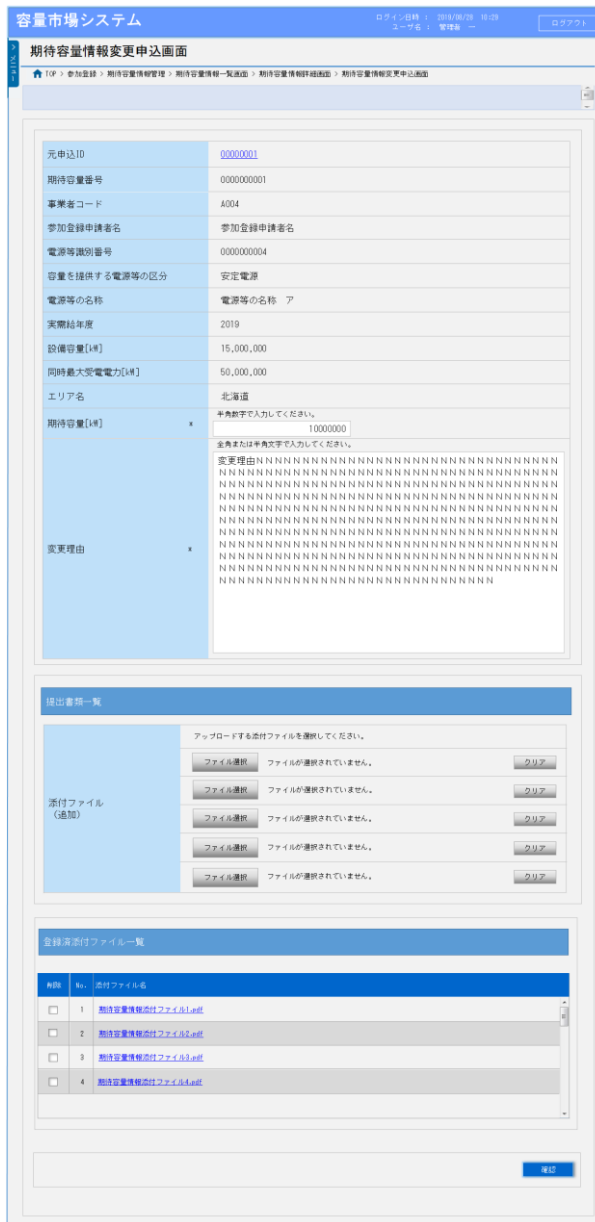 容量市場システム
ログイン日時 : 2019/08/28 10:29
ユーザ名 : 管理者 一
ログアウト
> メニュー
期待容量情報変更申込画面
TOP > 参加登録 > 期待容量情報管理 > 期待容量情報一覧画面 > 期待容量情報詳細画面 > 期待容量情報変更申込画面
元申込ID 00000001
期待容量番号 0000000001
事業者コード A004
参加登録申請者名 参加登録申請者名
電源等識別番号 0000000004
容量を提供する電源等の区分 安定電源
電源等の名称 電源等の名称 ア
実需給年度 2019
設備容量[kW] 15,000,000
同時最大受電電力[kW] 50,000,000
エリア名 北海道
半角数字で入力してください。
期待容量[kW] * 10000000
全角または半角文字で入力してください。
変更理由 *
変更理由NNNNNNNNNNNNNNNNNNNNNNNNNNNNNNNN
NNNNNNNNNNNNNNNNNNNNNNNNNNNNNNNNNNNN
NNNNNNNNNNNNNNNNNNNNNNNNNNNNNNNNNNNN
NNNNNNNNNNNNNNNNNNNNNNNNNNNNNNNNNNNN
NNNNNNNNNNNNNNNNNNNNNNNNNNNNNNNNNNNN
NNNNNNNNNNNNNNNNNNNNNNNNNNNNNNNNNNNN
NNNNNNNNNNNNNNNNNNNNNNNNNNNNNNNNNNNN
NNNNNNNNNNNNNNNNNNNNNNNNNNNNNNNNNNNN
NNNNNNNNNNNNNNNNNNNNNNNNNNNNNNNNNNNN
NNNNNNNNNNNNNNNNNNNNNNNNNNNNNNNNNNNN
NNNNNNNNNNNNNNNNNNNNNNNNNNNNN
提出書類一覧
添付ファイル
(追加)
アップロードする添付ファイルを選択してください。
ファイル選択 ファイルが選択されていません。 クリア
ファイル選択 ファイルが選択されていません。 クリア
ファイル選択 ファイルが選択されていません。 クリア
ファイル選択 ファイルが選択されていません。 クリア
ファイル選択 ファイルが選択されていません。 クリア
登録済添付ファイル一覧
削除 No. 添付ファイル名
1 期待容量情報添付ファイル1.pdf
2 期待容量情報添付ファイル2.pdf
3 期待容量情報添付ファイル3.pdf
4 期待容量情報添付ファイル4.pdf
確認